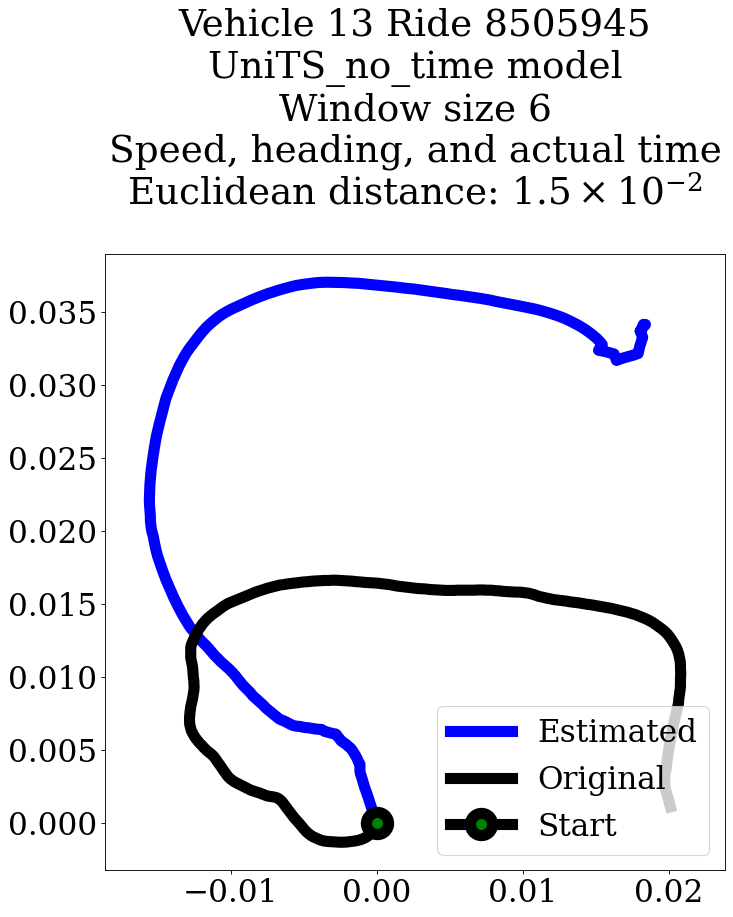 Vehicle 13 Ride 8505945
UniTS_no_time model
Window size 6
Speed, heading, and actual time
Euclidean distance: 1.5 × 10⁻²
0.035
0.030
0.025
0.020
0.015
0.010
0.005
0.000
Estimated
Original
Start
−0.01
0.00
0.01
0.02